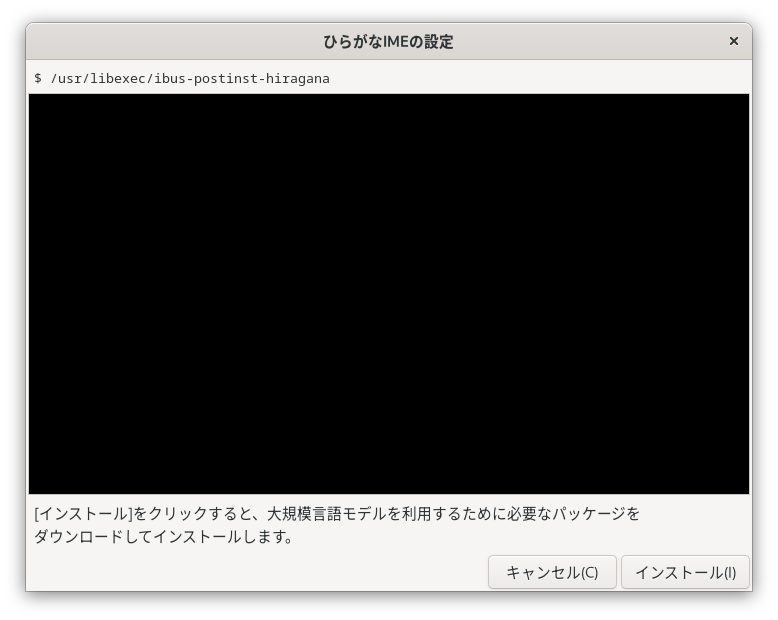 ひらがなIMEの設定
×
$ /usr/libexec/ibus-postinst-hiragana
[インストール]をクリックすると、大規模言語モデルを利用するために必要なパッケージを
ダウンロードしてインストールします。
キャンセル(C) インストール(I)